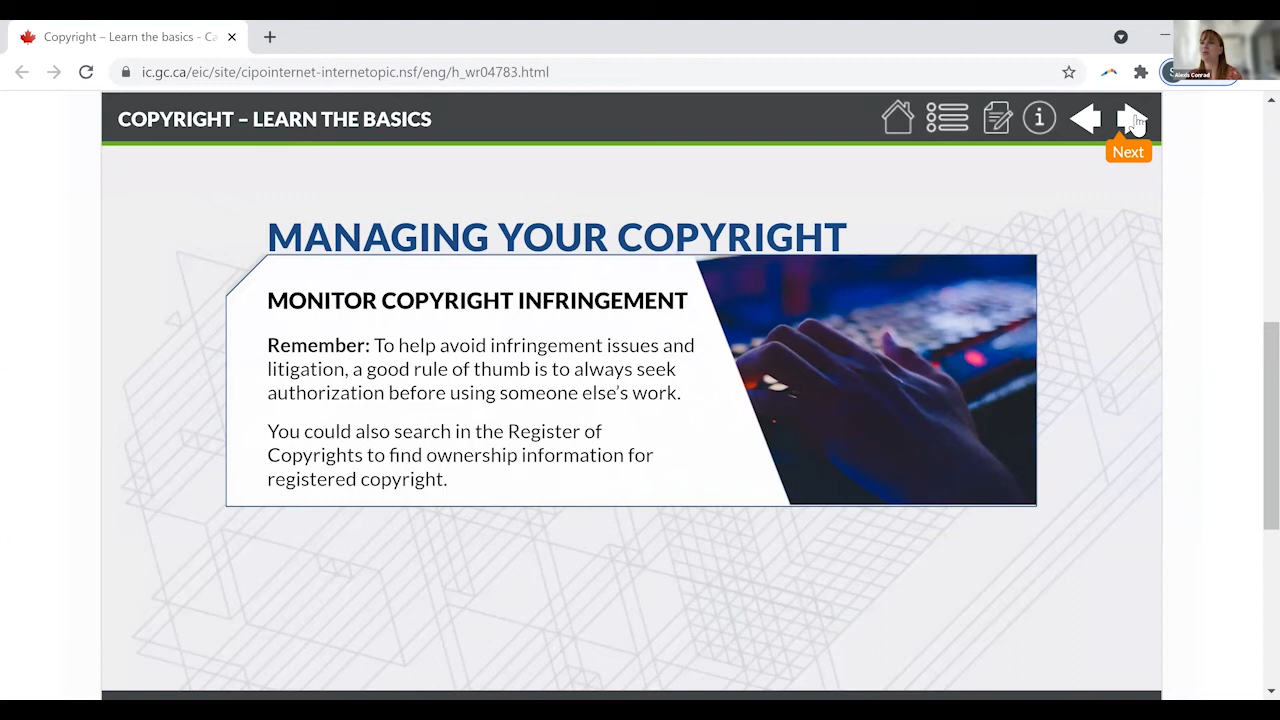 Copyright – Learn the basics - Ca
ic.gc.ca/eic/site/cipointernet-internetopic.nsf/eng/h_wr04783.html
Alexis Conrad
COPYRIGHT – LEARN THE BASICS
Next
MANAGING YOUR COPYRIGHT
MONITOR COPYRIGHT INFRINGEMENT
Remember: To help avoid infringement issues and
litigation, a good rule of thumb is to always seek
authorization before using someone else's work.
You could also search in the Register of
Copyrights to find ownership information for
registered copyright.